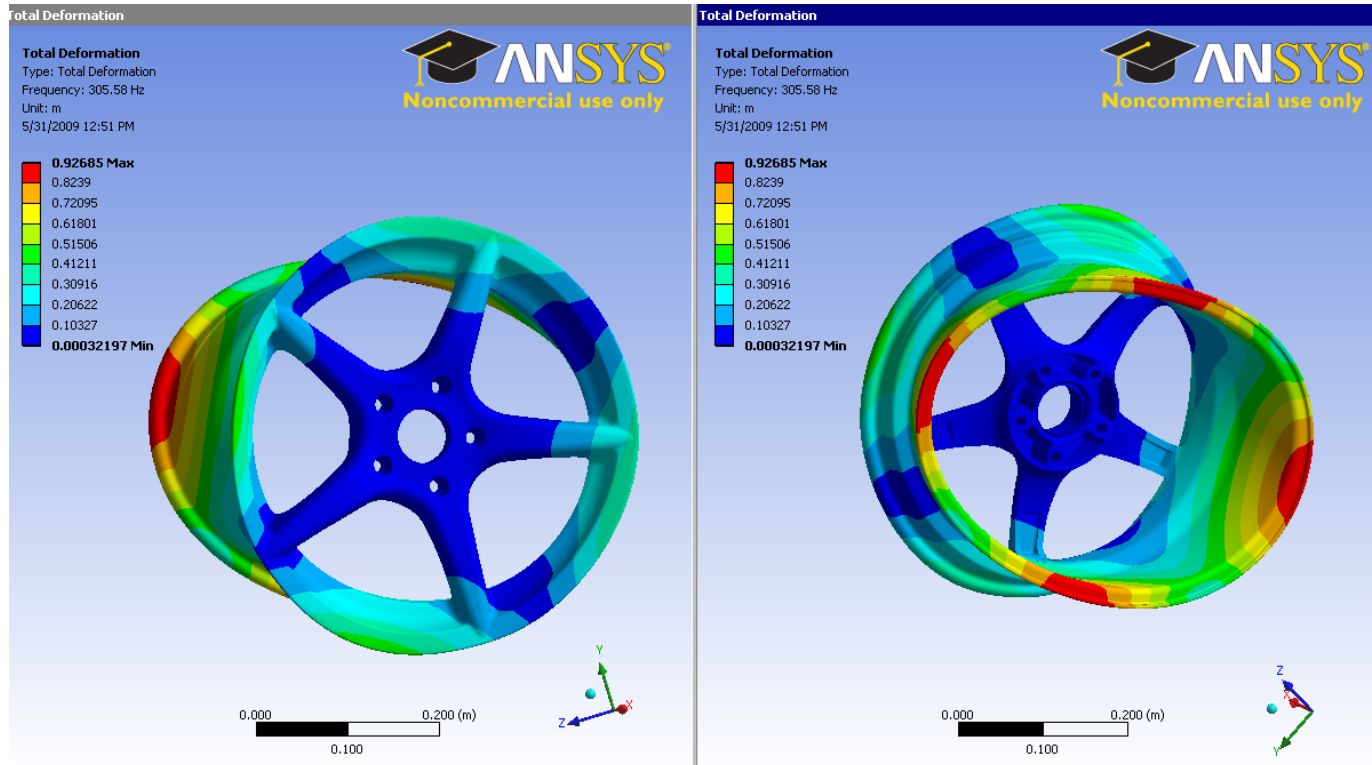 Total Deformation
Total Deformation
Type: Total Deformation
Frequency: 305.58 Hz
Unit: m
5/31/2009 12:51 PM
ANSYS®
Noncommercial use only
0.92685 Max
0.8239
0.72095
0.61801
0.51506
0.41211
0.30916
0.20622
0.10327
0.00032197 Min
Y
X
Z
0.000
0.200 (m)
0.100
Total Deformation
Total Deformation
Type: Total Deformation
Frequency: 305.58 Hz
Unit: m
5/31/2009 12:51 PM
ANSYS®
Noncommercial use only
0.92685 Max
0.8239
0.72095
0.61801
0.51506
0.41211
0.30916
0.20622
0.10327
0.00032197 Min
Z
X
Y
0.000
0.200 (m)
0.100